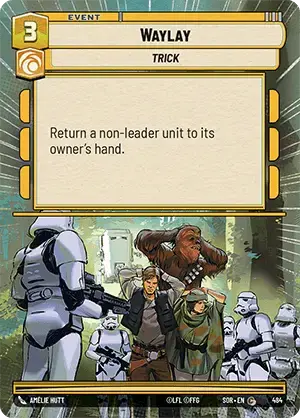 EVENT
3
WAYLAY
TRICK
Return a non-leader unit to its
owner's hand.
AMÉLIE HUTT
©LFL ©FFG
SOR • EN
C
484